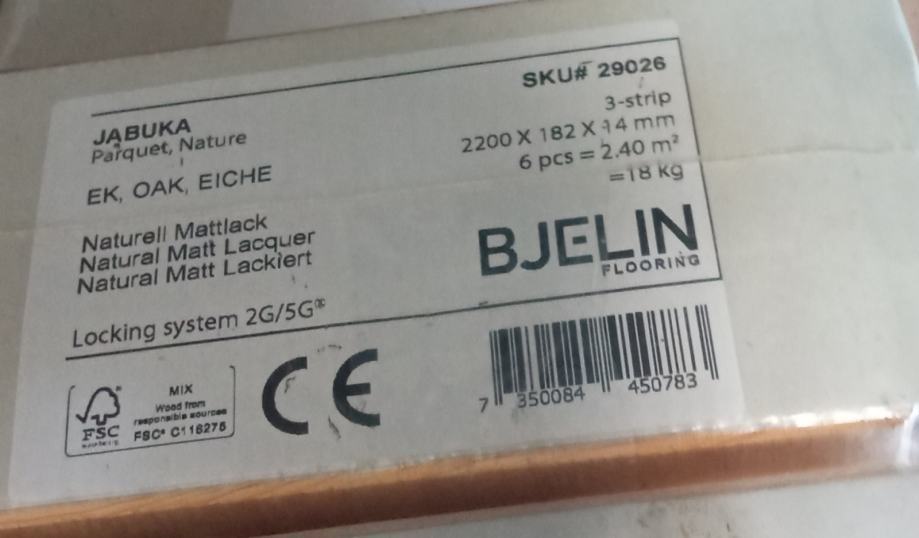 SKU# 29026
JABUKA
Parquet, Nature
3-strip
2200 X 182 X 14 mm
6 pcs = 2.40 m²
=18 kg
EK, OAK, EICHE
Naturell Mattlack
Natural Matt Lacquer
Natural Matt Lackiert
BJELIN
FLOORING
Locking system 2G/5G®
FSC
MIX
Wood from
responsible sources
FSC® C116275
CE
7 350084 450783